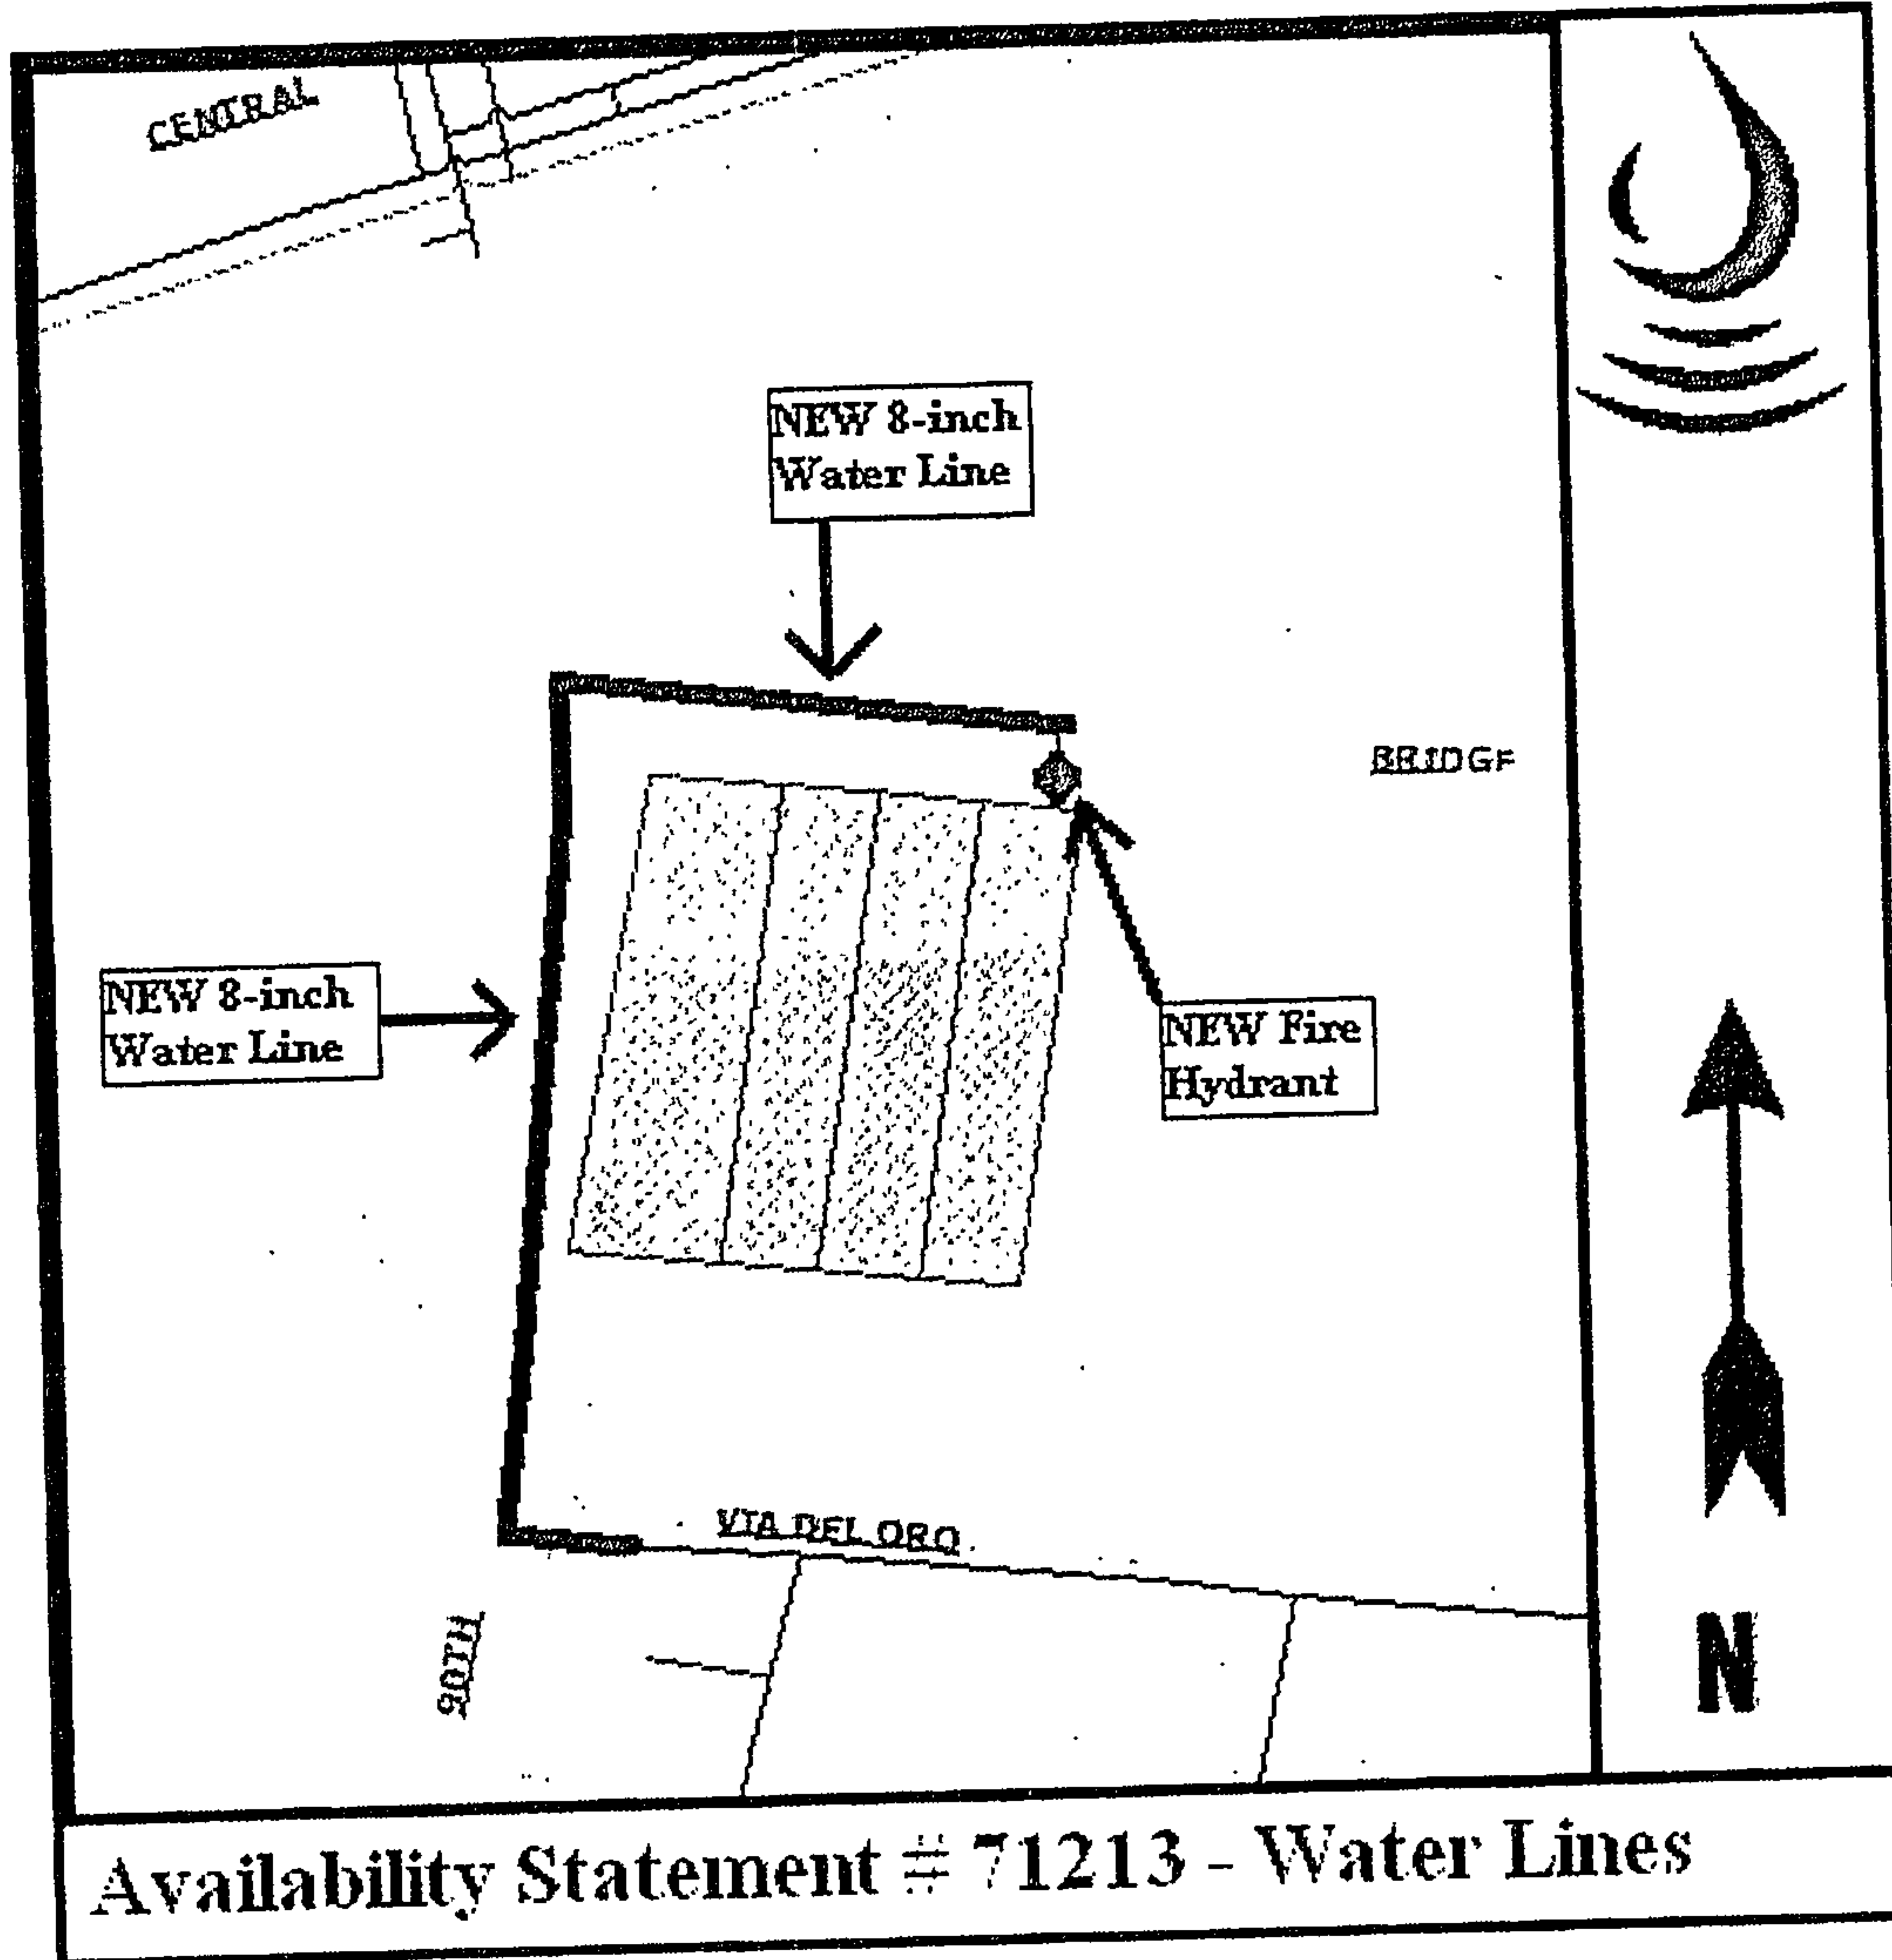 CENTRAL
NEW 8-inch
Water Line
BRIDGE
NEW 8-inch
Water Line
NEW Fire
Hydrant
VIA DEL ORO
90TH
N
Availability Statement # 71213 - Water Lines